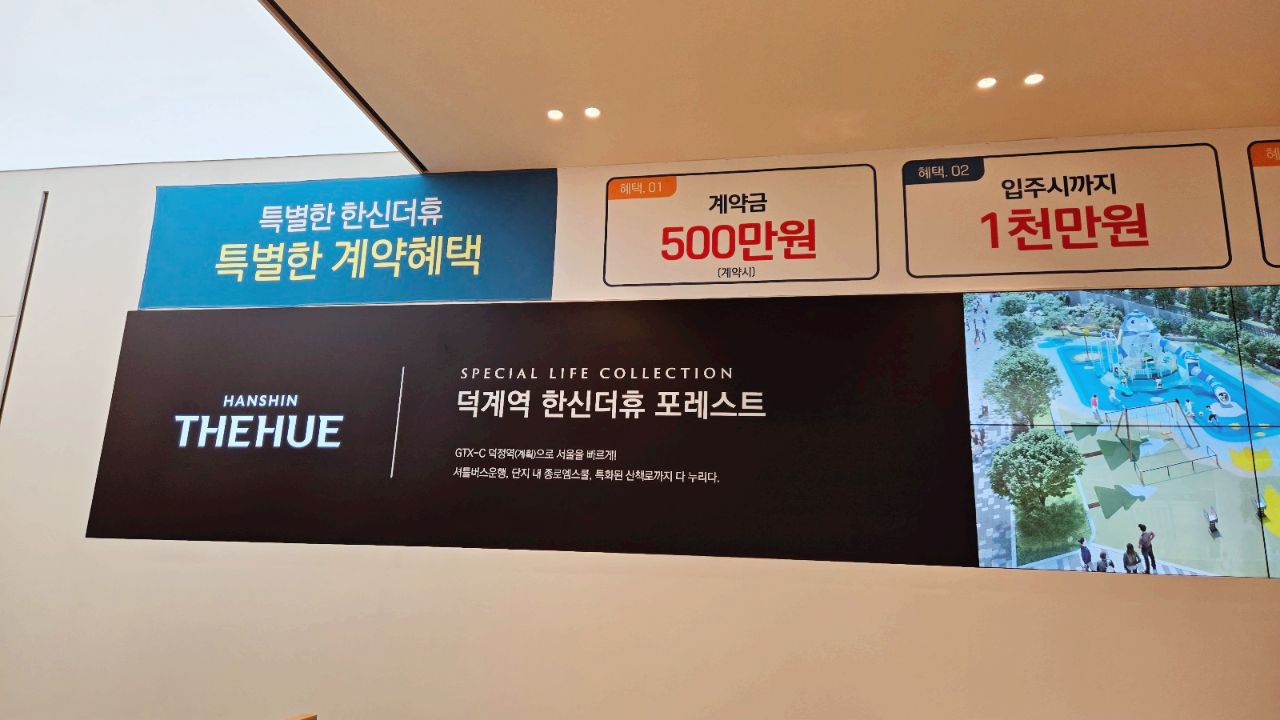 특별한 한신더휴
특별한 계약혜택
혜택. 01
계약금
500만원
(계약시)
혜택. 02
입주시까지
1천만원
혜
HANSHIN
THEHUE
SPECIAL LIFE COLLECTION
덕계역 한신더휴 포레스트
GTX-C 덕정역(계획)으로 서울을 빠르게!
셔틀버스운행, 단지 내 종로엠스쿨, 특화된 산책로까지 다 누리다.